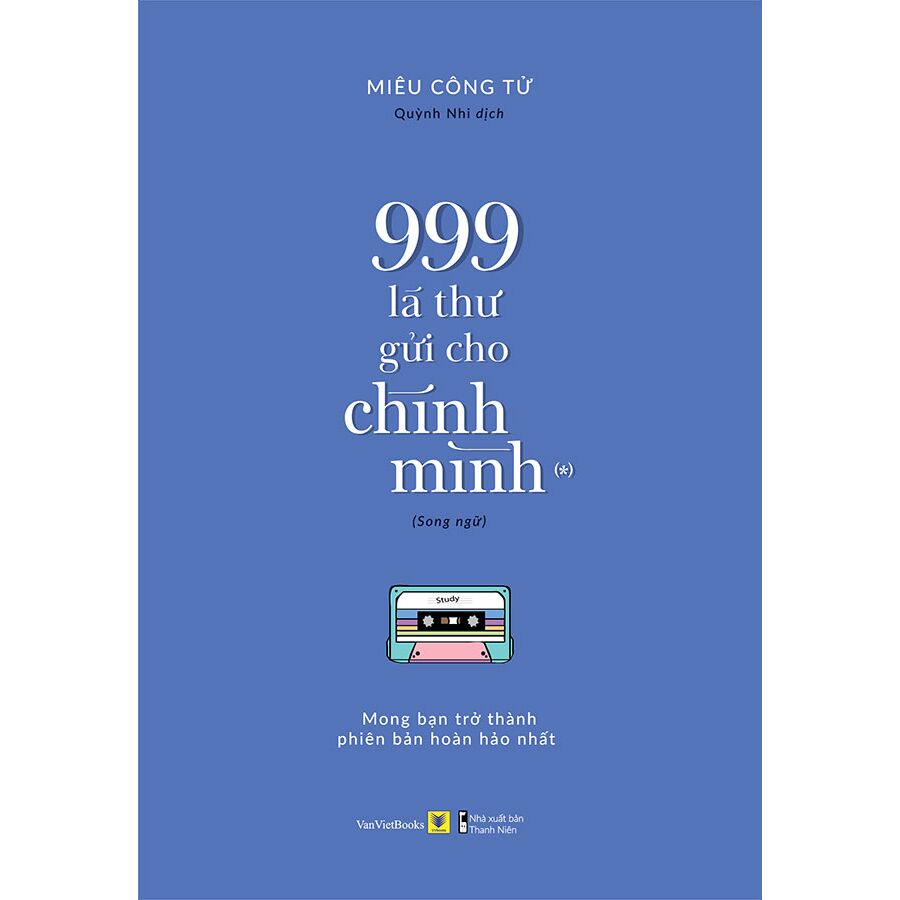 MIÊU CÔNG TỬ
Quỳnh Nhi dịch
999
lá thư
gửi cho
chính
mình (*)
(Song ngữ)
Study
Mong bạn trở thành
phiên bản hoàn hảo nhất
VanVietBooks
Nhà xuất bản
Thanh Niên